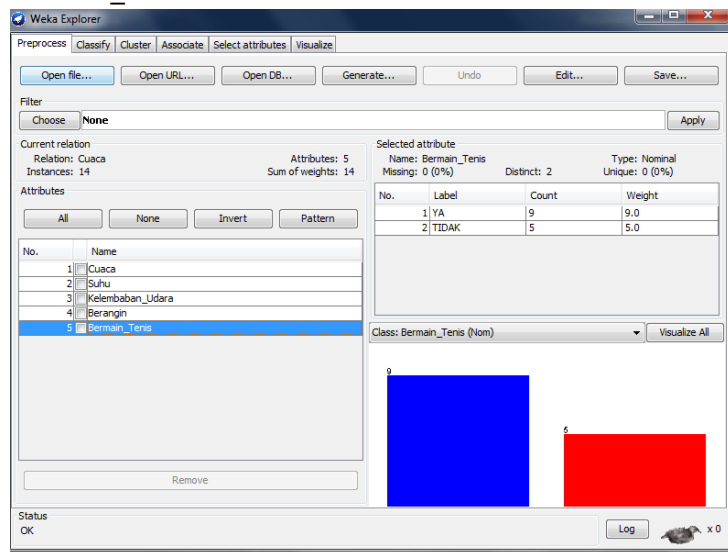 Weka Explorer
Preprocess Classify Cluster Associate Select attributes Visualize
Open file... Open URL... Open DB... Generate... Undo Edit... Save...
Filter
Choose None Apply
Current relation
Relation: Cuaca Attributes: 5
Instances: 14 Sum of weights: 14
Attributes
All None Invert Pattern
No. Name
1 Cuaca
2 Suhu
3 Kelembaban_Udara
4 Berangin
5 Bermain_Tenis
Remove
Selected attribute
Name: Bermain_Tenis Type: Nominal
Missing: 0 (0%) Distinct: 2 Unique: 0 (0%)
No. Label Count Weight
1 YA 9 9.0
2 TIDAK 5 5.0
Class: Bermain_Tenis (Nom) Visualize All
9
5
Status
OK Log x 0